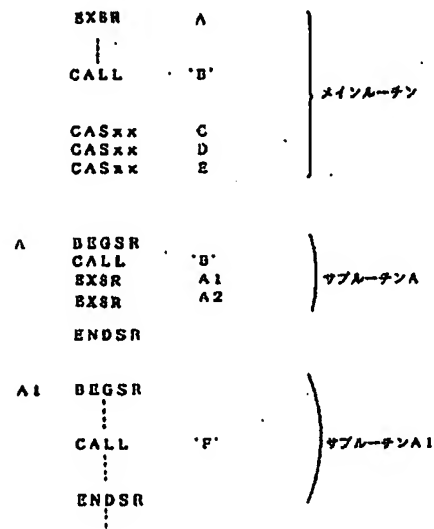 EXSR A
CALL 'B'
メインルーチン
CASxx C
CASxx D
CASxx E
A BEGSR
CALL 'B'
EXSR A1
サブルーチンA
EXSR A2
ENDSR
A1 BEGSR
CALL 'F'
サブルーチンA1
ENDSR